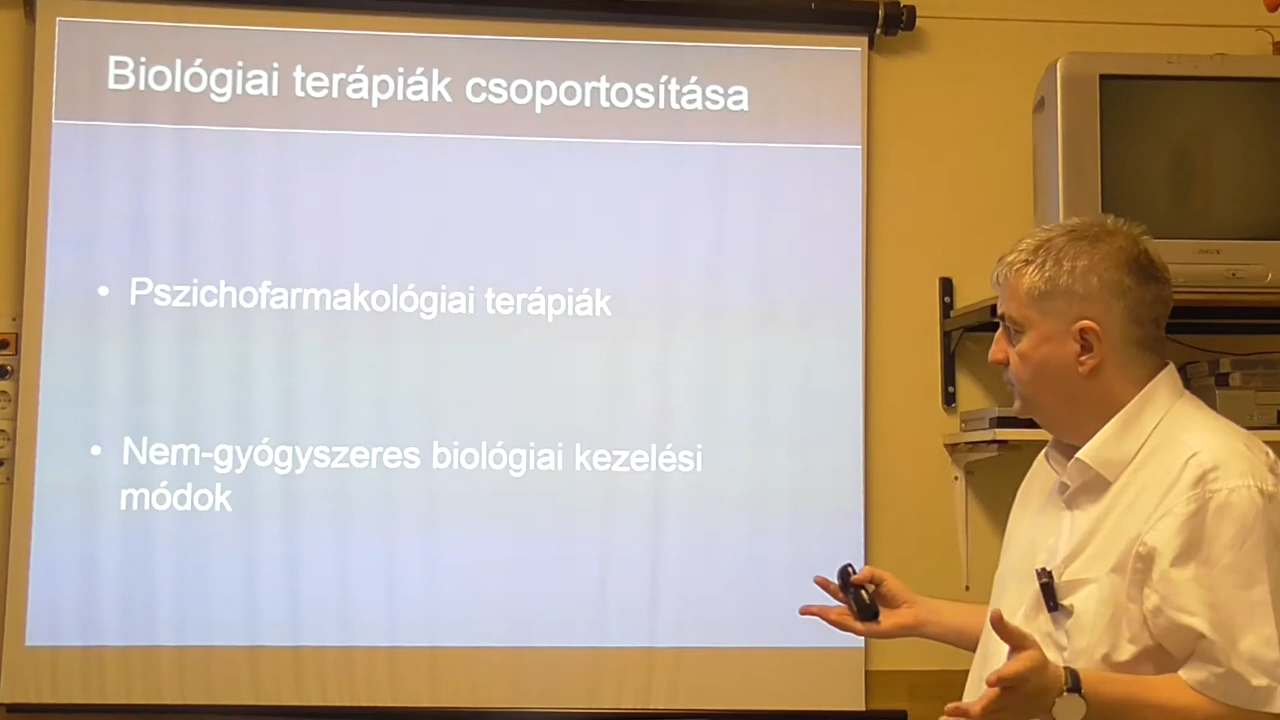 Biológiai terápiák csoportosítása
• Pszichofarmakológiai terápiák
• Nem-gyógyszeres biológiai kezelési
módok